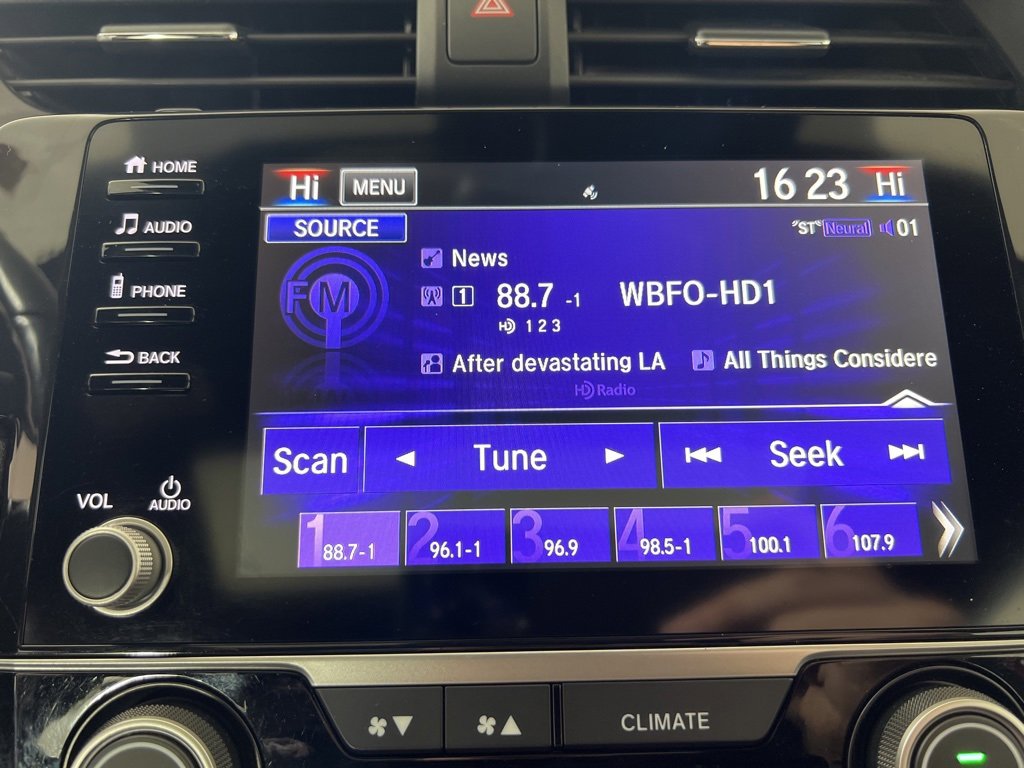 HOME
AUDIO
PHONE
BACK
VOL
AUDIO
Hi MENU 16 23 Hi
SOURCE
"ST" Neural 01
FM
News
1 88.7 -1 WBFO-HD1
HD 1 2 3
After devastating LA All Things Considere
HD Radio
Scan Tune Seek
1 88.7-1 2 96.1-1 3 96.9 4 98.5-1 5 100.1 6 107.9
CLIMATE